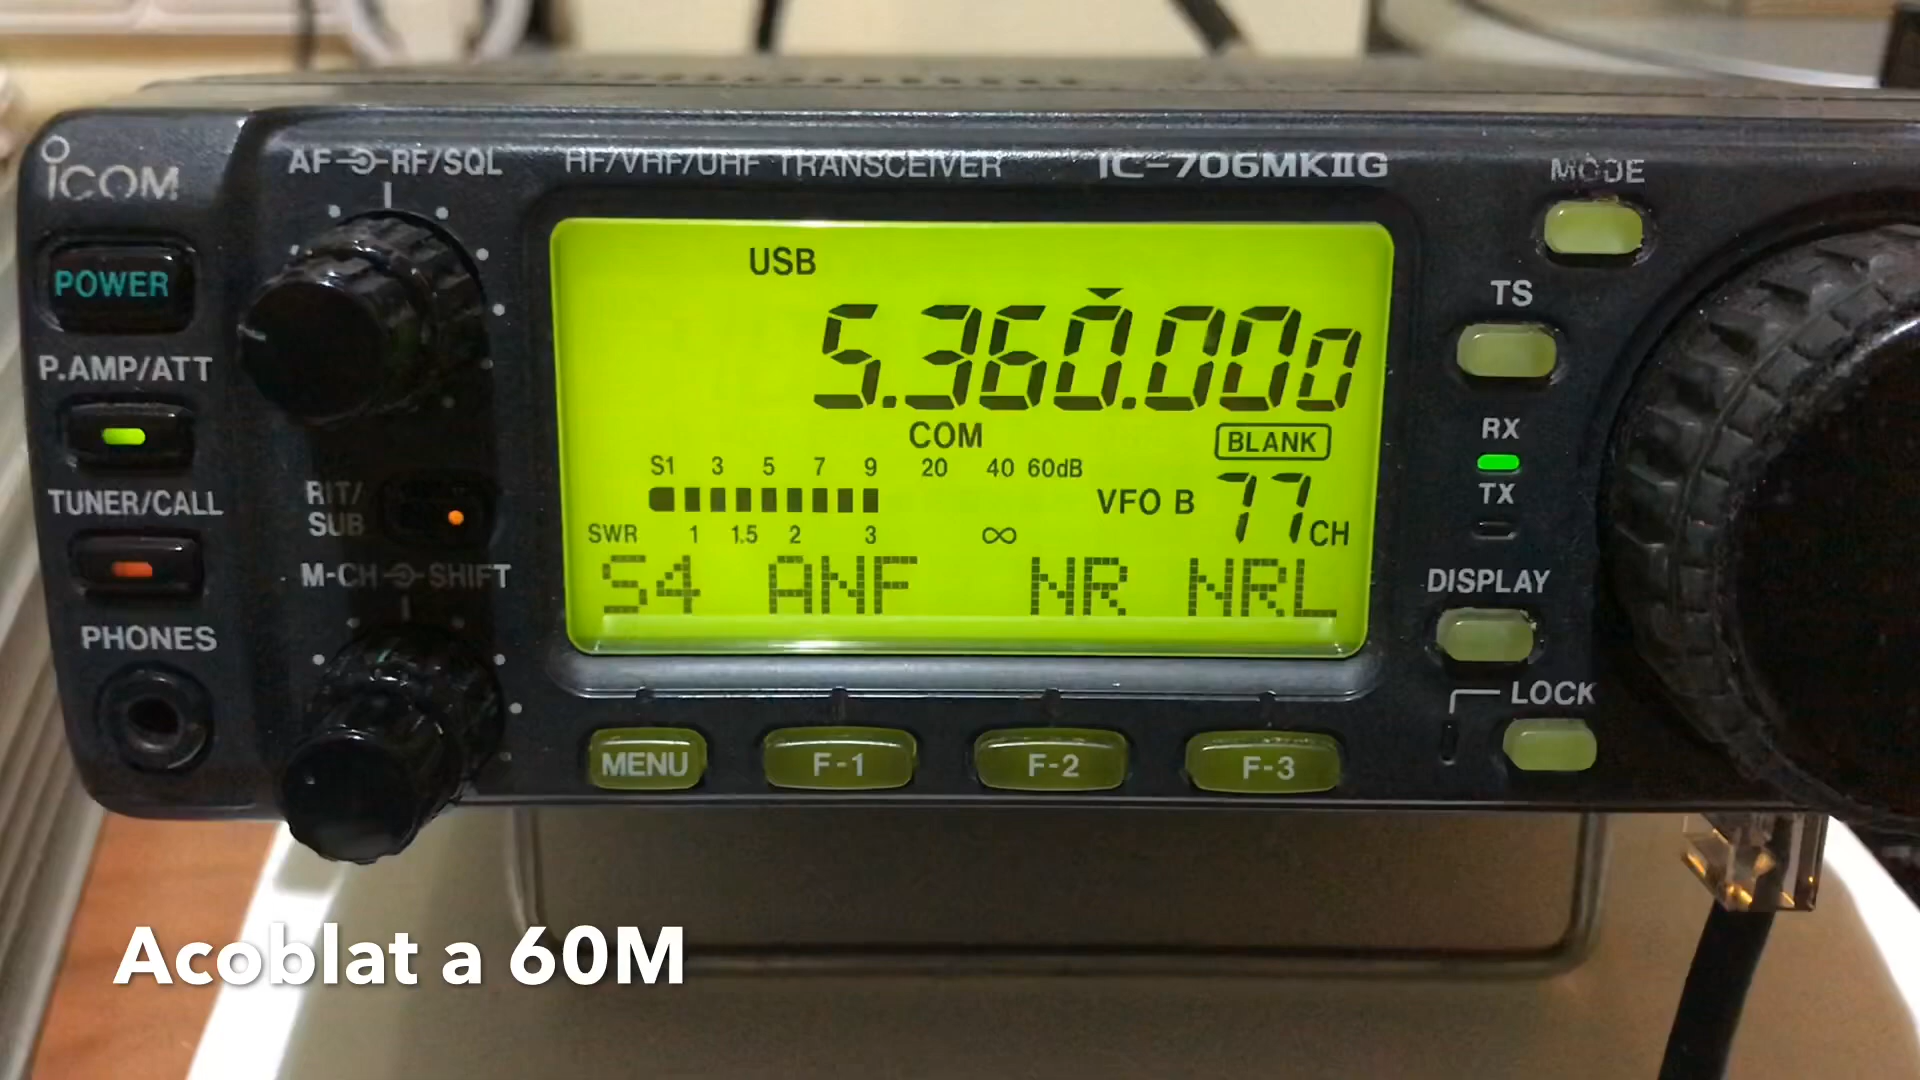 ICOM
AF RF/SQL
HF/VHF/UHF TRANSCEIVER
IC-706MKIIG
MODE
POWER
USB
TS
5.360.000
P.AMP/ATT
COM
BLANK
RX
S1 3 5 7 9 20 40 60dB
VFO B
77 CH
TUNER/CALL
RIT/
SUB
TX
SWR 1 1.5 2 3 ∞
M-CH SHIFT
S4 ANF NR NRL
DISPLAY
PHONES
LOCK
MENU
F-1
F-2
F-3
Acoblat a 60M